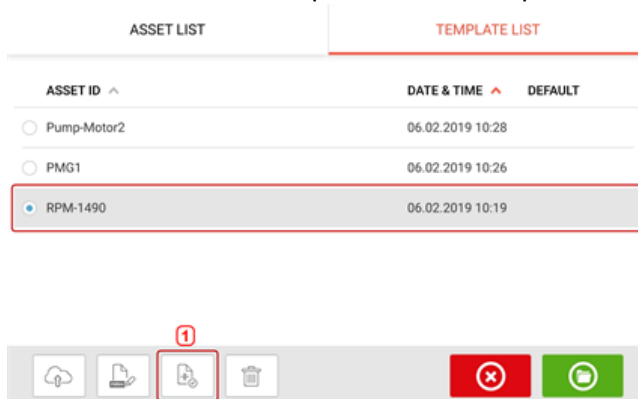 ASSET LIST TEMPLATE LIST
ASSET ID DATE & TIME DEFAULT
Pump-Motor2 06.02.2019 10:28
PMG1 06.02.2019 10:26
RPM-1490 06.02.2019 10:19
1